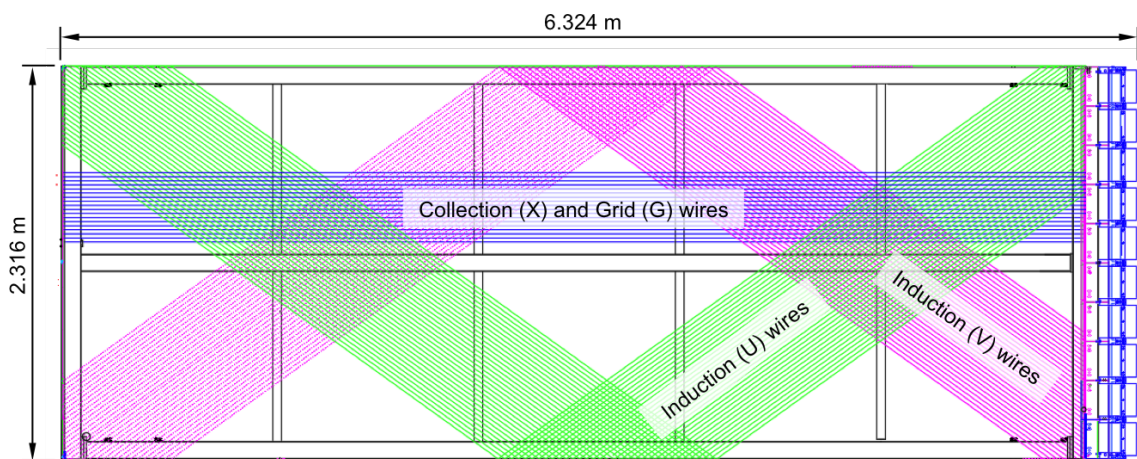 6.324 m
2.316 m
Collection (X) and Grid (G) wires
Induction (U) wires
Induction (V) wires